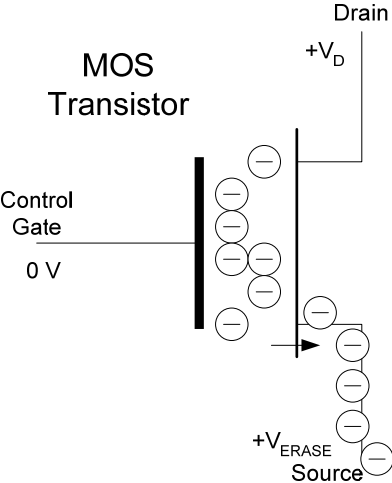 Drain
+VD
MOS
Transistor
Control
Gate
0 V
+VERASE
Source